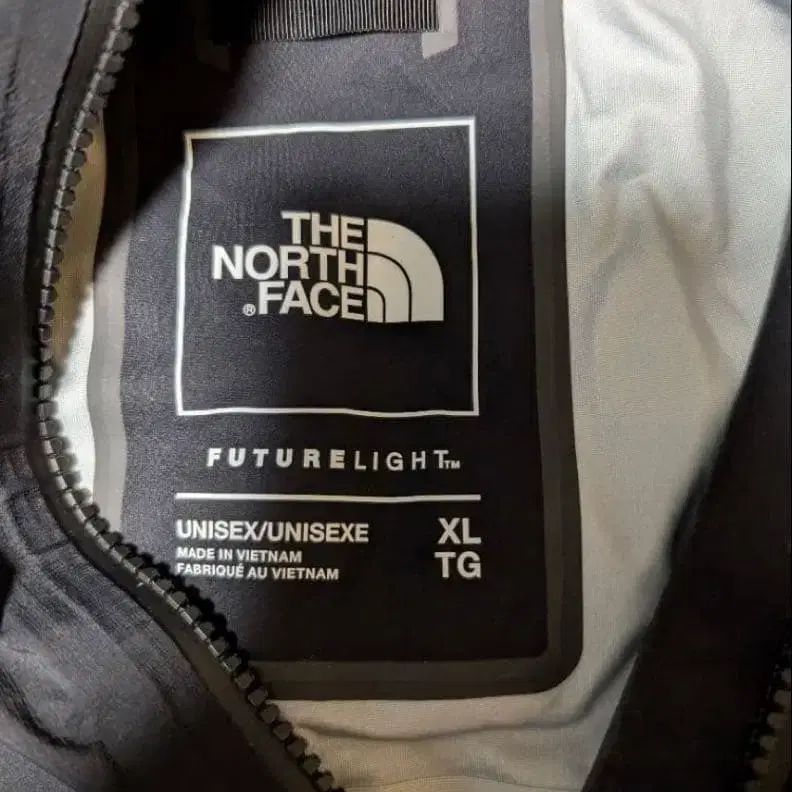 THE
NORTH
® FACE
FUTURELIGHT™
UNISEX/UNISEXE XL
MADE IN VIETNAM TG
FABRIQUÉ AU VIETNAM